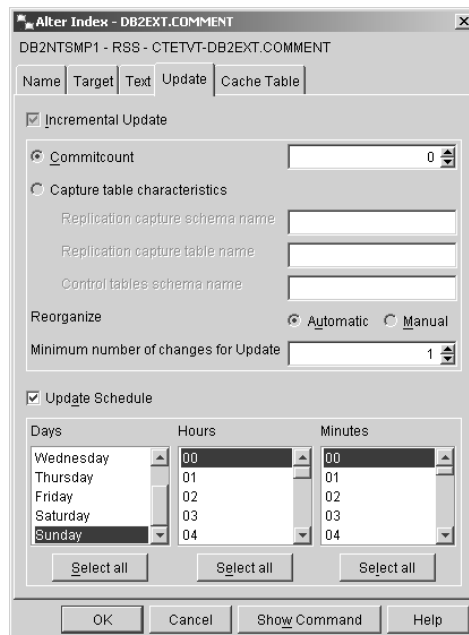 Alter Index - DB2EXT.COMMENT
DB2NTSMP1 - RSS - CTETVT-DB2EXT.COMMENT
Name Target Text Update Cache Table
Incremental Update
Commitcount 0
Capture table characteristics
Replication capture schema name
Replication capture table name
Control tables schema name
Reorganize Automatic Manual
Minimum number of changes for Update 1
Update Schedule
Days Hours Minutes
Wednesday 00 00
Thursday 01 01
Friday 02 02
Saturday 03 03
Sunday 04 04
Select all Select all Select all
OK Cancel Show Command Help